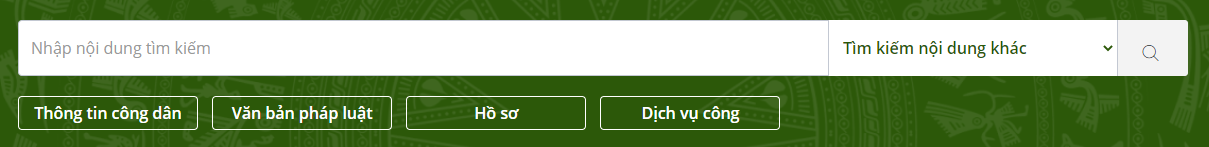 Nhập nội dung tìm kiếm Tìm kiếm nội dung khác
Thông tin công dân Văn bản pháp luật Hồ sơ Dịch vụ công